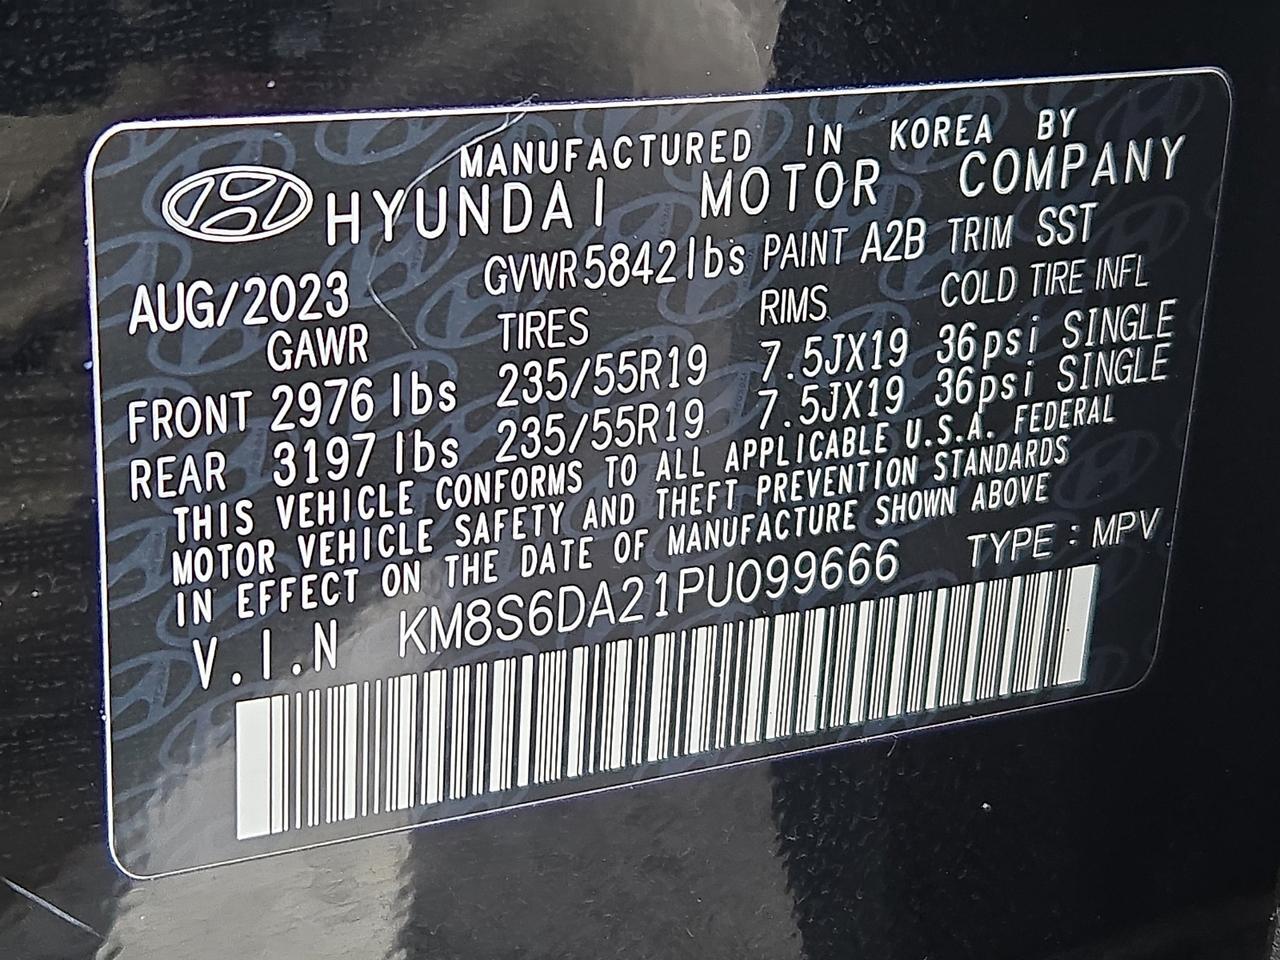 MANUFACTURED IN KOREA BY
HYUNDAI MOTOR COMPANY
AUG/2023 GVWR 5842 lbs PAINT A2B TRIM SST
GAWR TIRES RIMS COLD TIRE INFL
FRONT 2976 lbs 235/55R19 7.5JX19 36psi SINGLE
REAR 3197 lbs 235/55R19 7.5JX19 36psi SINGLE
THIS VEHICLE CONFORMS TO ALL APPLICABLE U.S.A. FEDERAL
MOTOR VEHICLE SAFETY AND THEFT PREVENTION STANDARDS
IN EFFECT ON THE DATE OF MANUFACTURE SHOWN ABOVE
V.I.N KM8S6DA21PU099666 TYPE : MPV